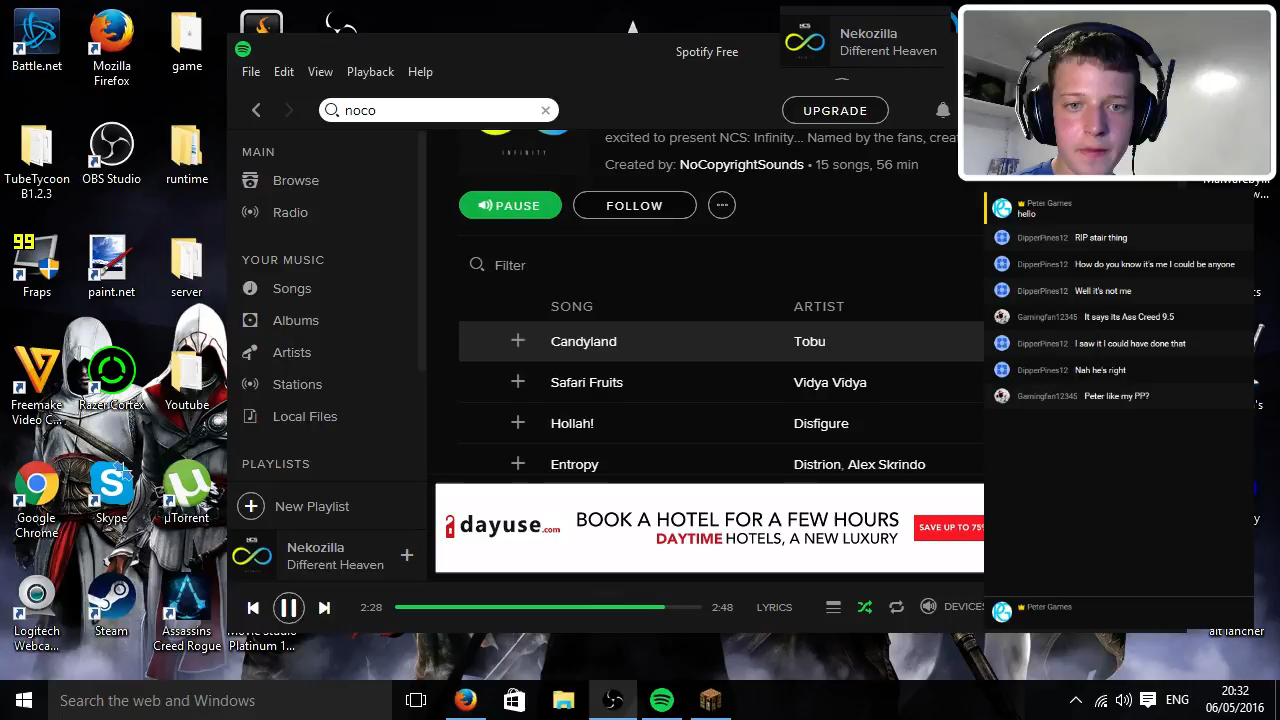 Battle.net
Mozilla
Firefox
game
TubeTycoon
B1.2.3
OBS Studio
runtime
99
Fraps
paint.net
server
Freemake
Video C...
Razer Cortex
Youtube
Google
Chrome
Skype
µTorrent
Logitech
Webca...
Steam
Assassins
Creed Rogue
Movie Studio
Platinum 1...
Spotify Free
File Edit View Playback Help
noco
UPGRADE
NCS
Nekozilla
Different Heaven
MAIN
Browse
Radio
YOUR MUSIC
Songs
Albums
Artists
Stations
Local Files
PLAYLISTS
New Playlist
NCS
Nekozilla
Different Heaven
INFINITY
excited to present NCS: Infinity... Named by the fans, crea
Created by: NoCopyrightSounds • 15 songs, 56 min
PAUSE
FOLLOW
Filter
SONG ARTIST
Candyland Tobu
Safari Fruits Vidya Vidya
Hollah! Disfigure
Entropy Distrion, Alex Skrindo
dayuse.com
BOOK A HOTEL FOR A FEW HOURS
DAYTIME HOTELS, A NEW LUXURY
SAVE UP TO 75%
2:28
2:48
LYRICS
DEVICES
Peter Games
hello
DipperPines12 RIP stair thing
DipperPines12 How do you know it's me I could be anyone
DipperPines12 Well it's not me
Gamingfan12345 It says Its Ass Creed 9.5
DipperPines12 I saw it I could have done that
DipperPines12 Nah he's right
Gamingfan12345 Peter like my PP?
Peter Games
Search the web and Windows
ENG
20:32
06/05/2016